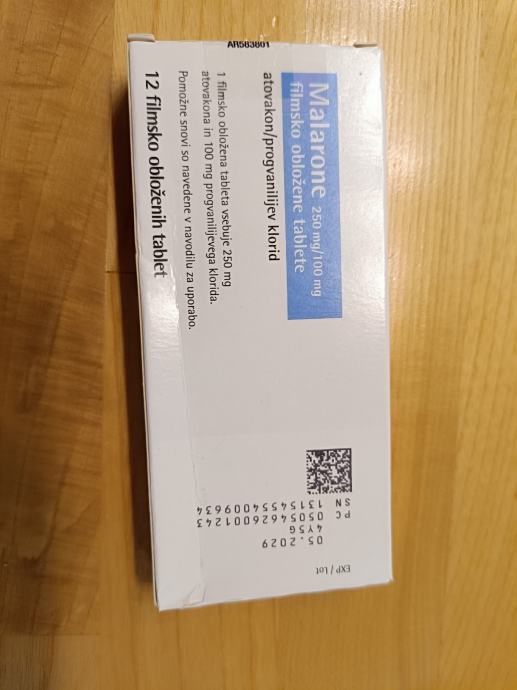 AR583801
Malarone 250 mg/100 mg
filmsko obložene tablete
atovakon/progvanilijev klorid
1 filmsko obložena tableta vsebuje 250 mg
atovakona in 100 mg progvanilijevega klorida.
Pomožne snovi so navedene v navodilu za uporabo.
12 filmsko obloženih tablet
EXP / Lot
05.2029
4Y5G
PC 05054626001243
SN 13154554009634